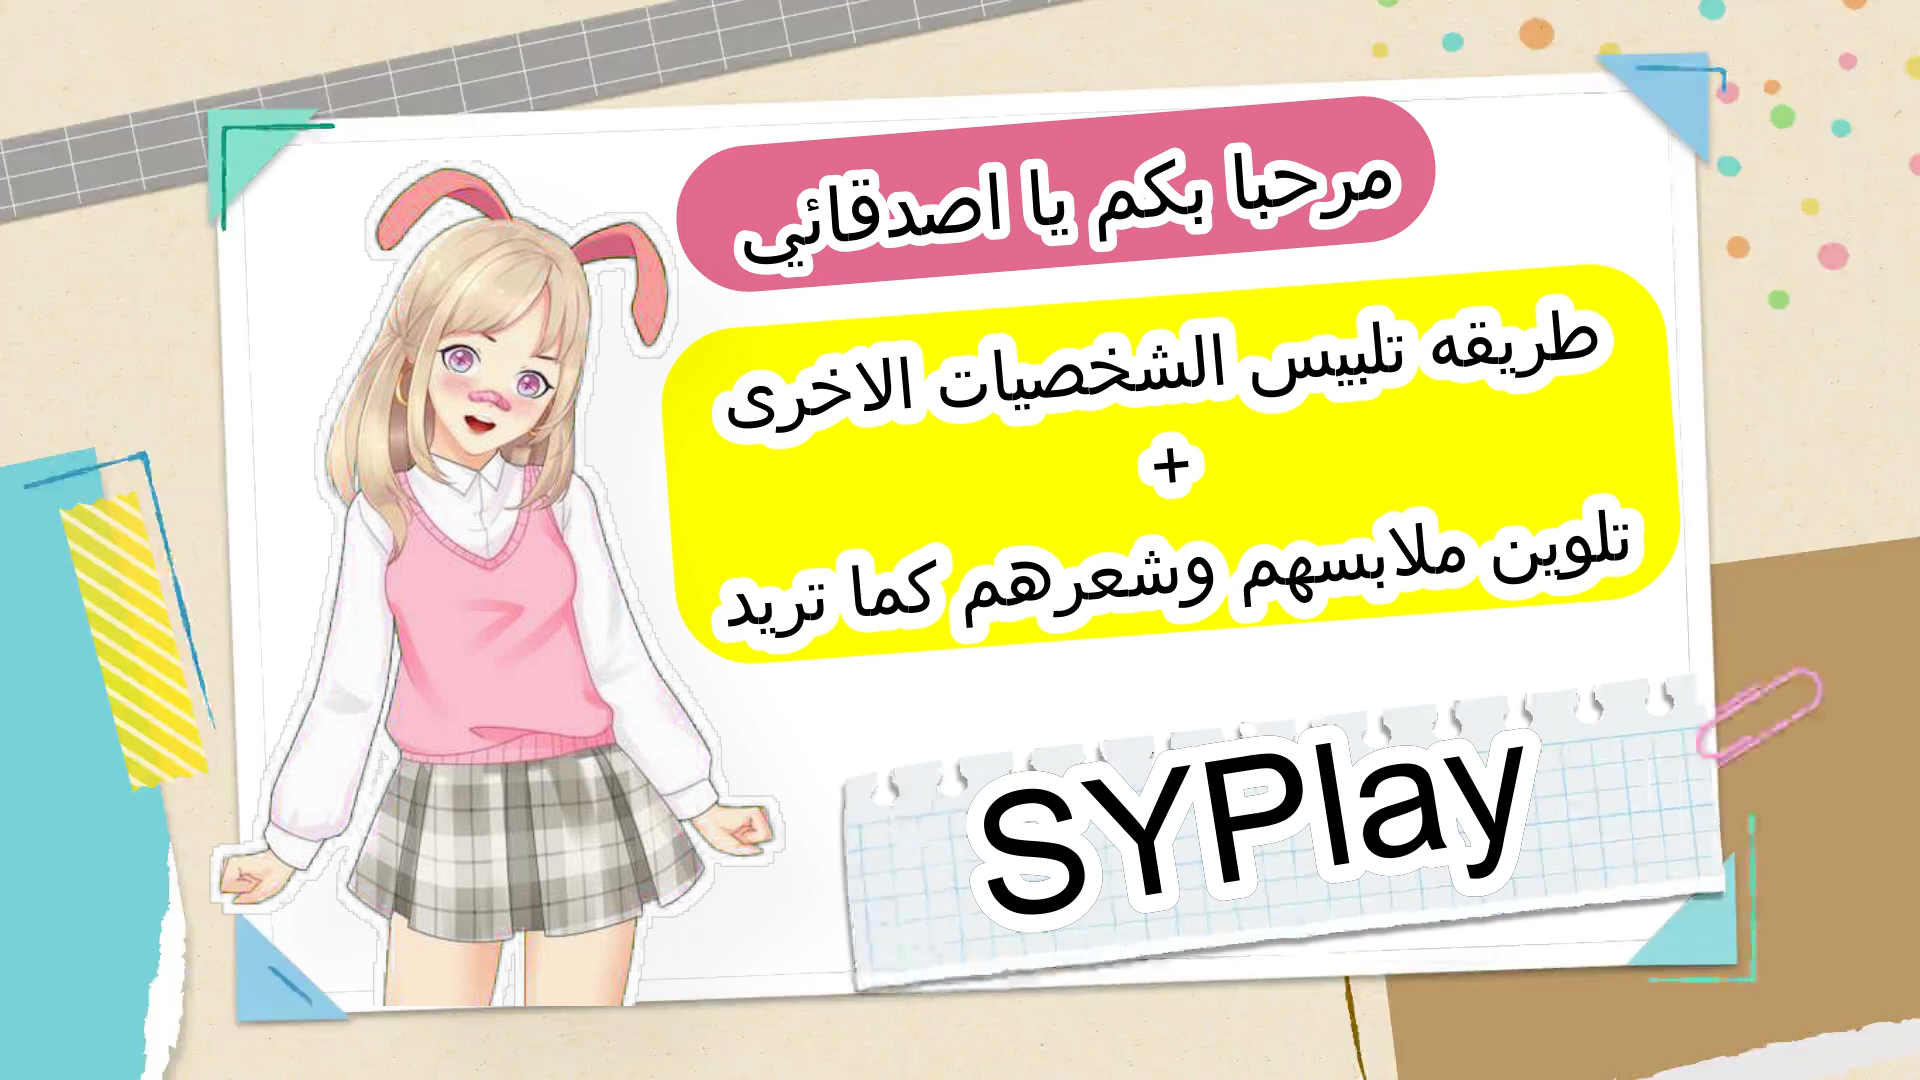 مرحبا بكم يا اصدقائي
طريقه تلبيس الشخصيات الاخرى
+
تلوين ملابسهم وشعرهم كما تريد
SYPlay